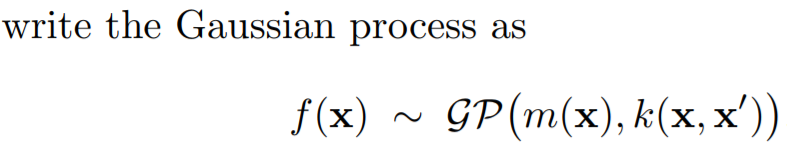 write the Gaussian process as
f(𝐱) ∼ 𝒢𝒫(m(𝐱), k(𝐱, 𝐱′))